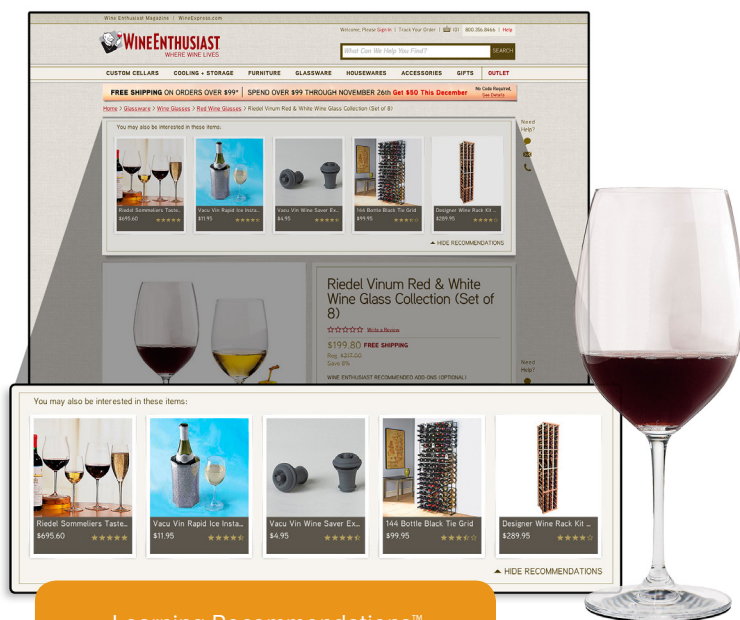 Wine Enthusiast Magazine | WineExpress.com
Welcome, Please Sign In | Track Your Order | 101 800.356.8466 | Help
WINEENTHUSIAST
WHERE WINE LIVES
What Can We Help You Find? SEARCH
CUSTOM CELLARS COOLING + STORAGE FURNITURE GLASSWARE HOUSEWARES ACCESSORIES GIFTS OUTLET
FREE SHIPPING ON ORDERS OVER $99* | SPEND OVER $99 THROUGH NOVEMBER 26th Get $50 This December No Code Required, See Details
Home > Glassware > Wine Glasses > Red Wine Glasses > Riedel Vinum Red & White Wine Glass Collection (Set of 8)
Need
Help?
You may also be interested in these items:
Riedel Sommeliers Taste... Vacu Vin Rapid Ice Insta... Vacu Vin Wine Saver Ex... 144 Bottle Black Tie Grid Designer Wine Rack Kit ...
$695.60 $11.95 $4.95 $99.95 $289.95
HIDE RECOMMENDATIONS
Riedel Vinum Red & White
Wine Glass Collection (Set of
8)
Write a Review
$199.80 FREE SHIPPING
Reg. $217.00
Save 8%
WINE ENTHUSIAST RECOMMENDED ADD-ONS (OPTIONAL)
Need
Help?
You may also be interested in these items:
Riedel Sommeliers Taste... Vacu Vin Rapid Ice Insta... Vacu Vin Wine Saver Ex... 144 Bottle Black Tie Grid Designer Wine Rack Kit ...
$695.60 $11.95 $4.95 $99.95 $289.95
HIDE RECOMMENDATIONS
Learning Recommendations™